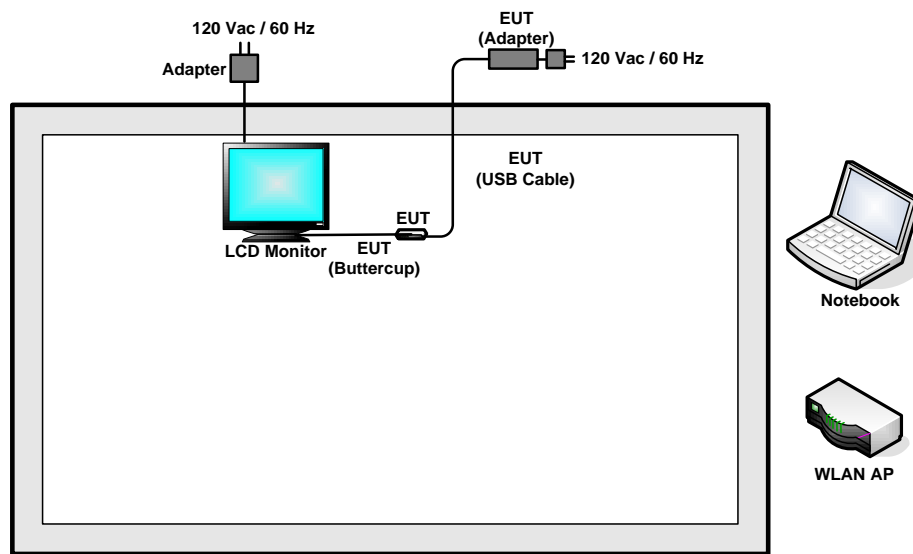 120 Vac / 60 Hz
Adapter
EUT
(Adapter)
120 Vac / 60 Hz
EUT
(USB Cable)
LCD Monitor
EUT
EUT
(Buttercup)
Notebook
WLAN AP